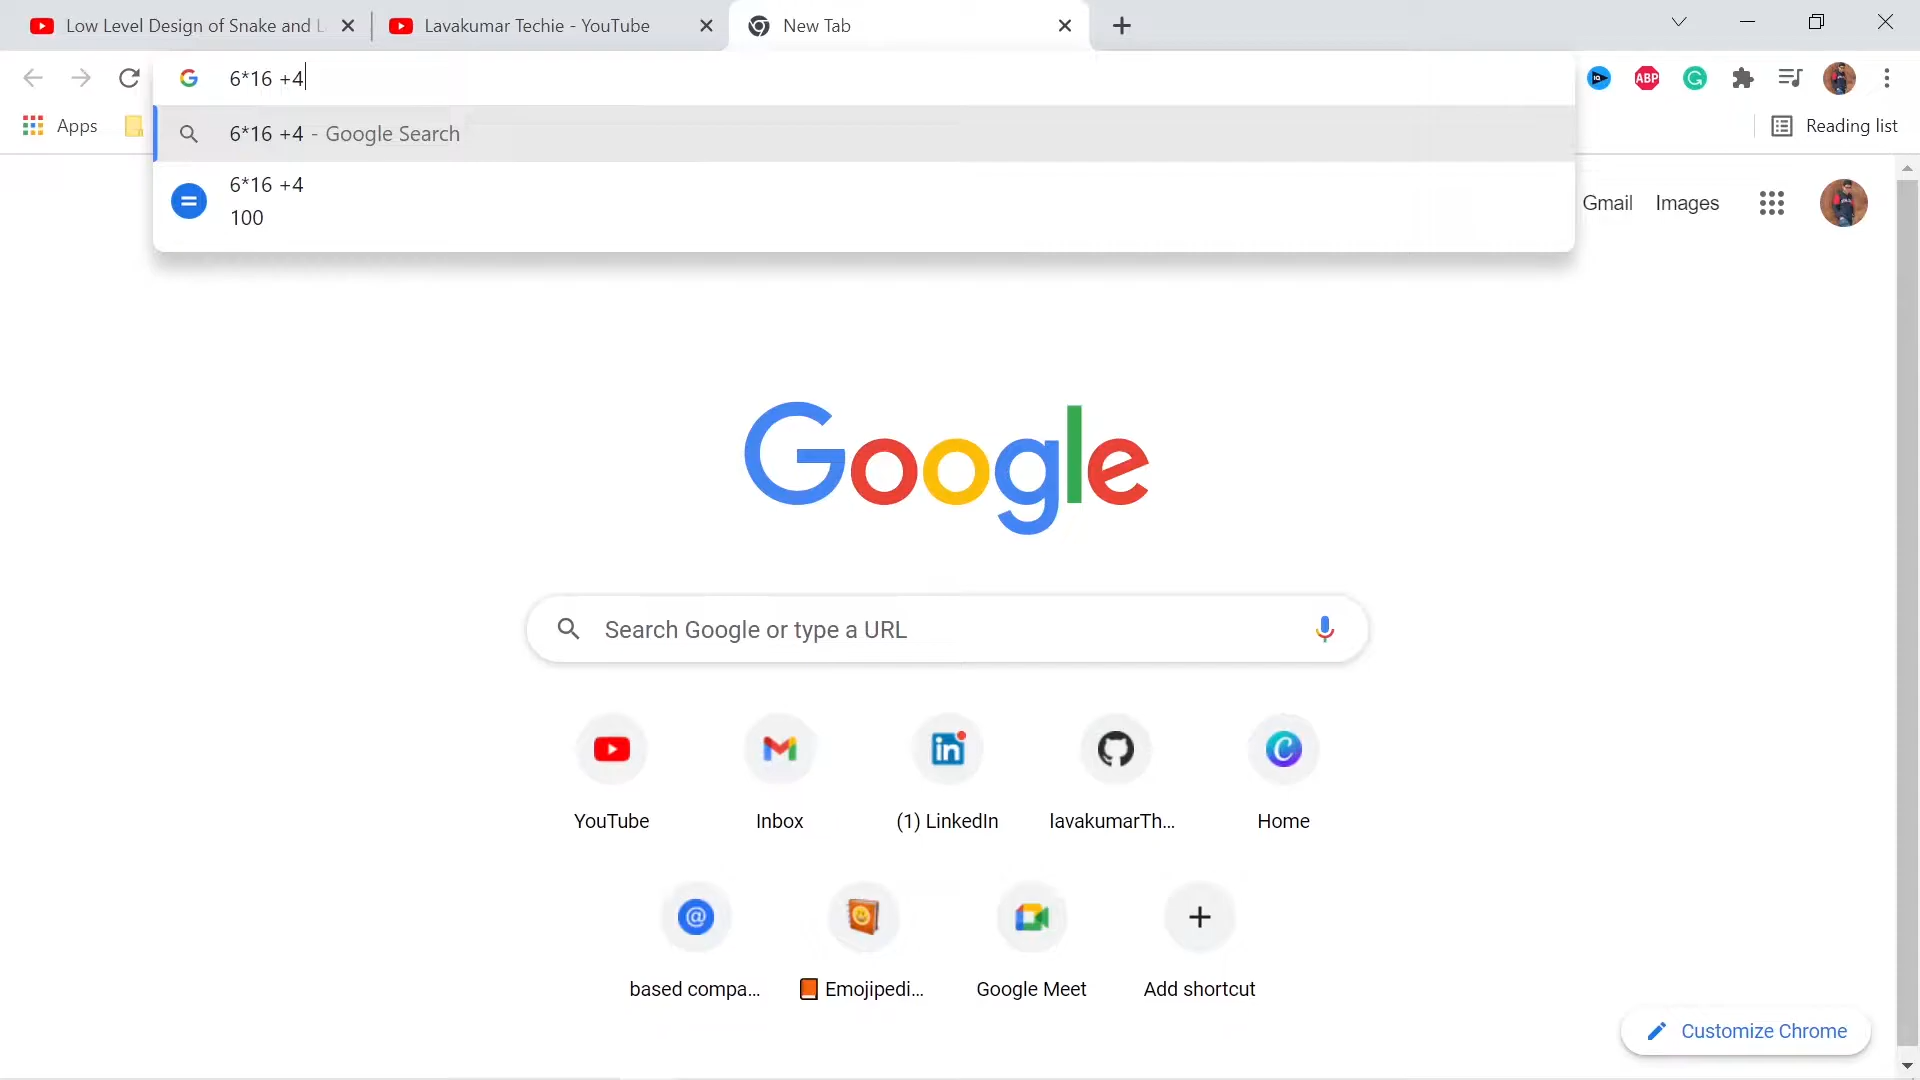 Low Level Design of Snake and L
Lavakumar Techie - YouTube
New Tab
6*16 +4
ABP
6*16 +4 - Google Search
Apps
Reading list
6*16 +4
100
Gmail
Images
Google
Search Google or type a URL
YouTube
Inbox
(1) LinkedIn
lavakumarTh...
Home
based compa...
Emojipedi...
Google Meet
Add shortcut
Customize Chrome